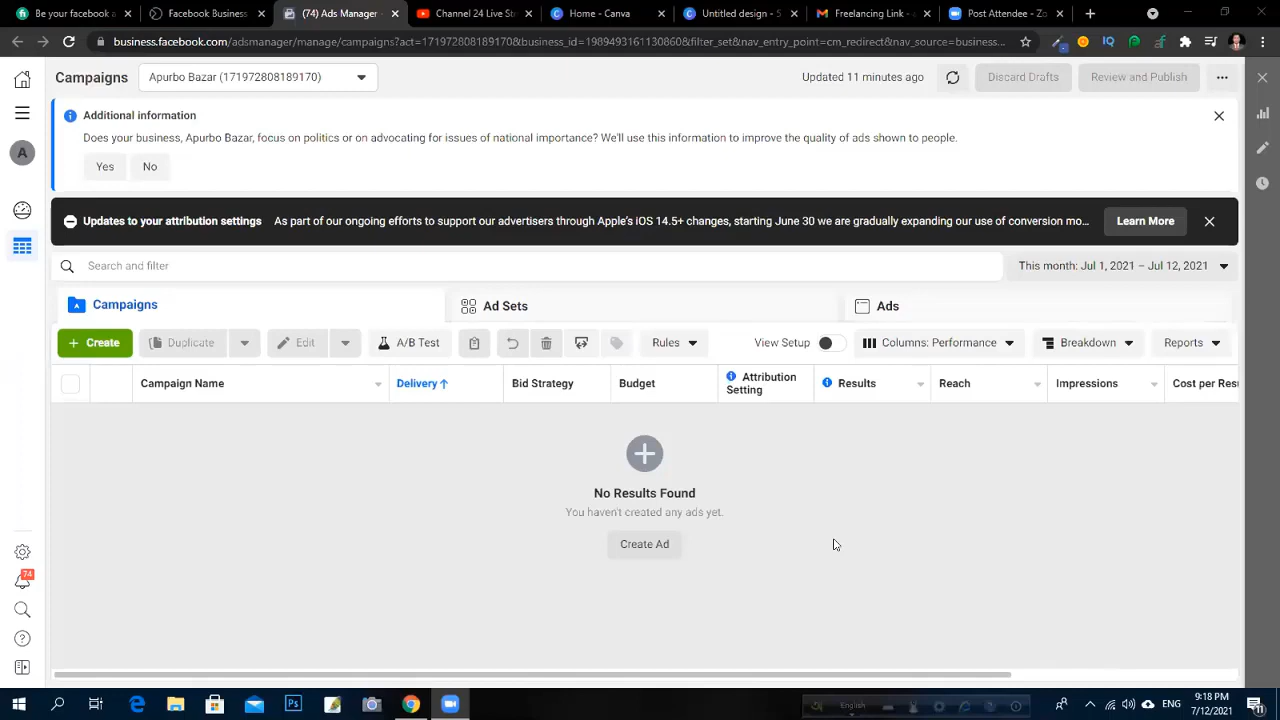 Be your facebook a
Facebook Business
(74) Ads Manager -
Channel 24 Live Str
Home - Canva
Untitled design - 5
Gmail Freelancing Link -
Post Attendee - Zo
business.facebook.com/adsmanager/manage/campaigns?act=171972808189170&business_id=1989493161130860&filter_set&nav_entry_point=cm_redirect&nav_source=business...
Campaigns
Apurbo Bazar (171972808189170)
Updated 11 minutes ago
Discard Drafts
Review and Publish
Additional information
Does your business, Apurbo Bazar, focus on politics or on advocating for issues of national importance? We'll use this information to improve the quality of ads shown to people.
A
Yes
No
Updates to your attribution settings
As part of our ongoing efforts to support our advertisers through Apple's iOS 14.5+ changes, starting June 30 we are gradually expanding our use of conversion mo...
Learn More
Search and filter
This month: Jul 1, 2021 – Jul 12, 2021
Campaigns
Ad Sets
Ads
+ Create
Duplicate
Edit
A/B Test
Rules
View Setup
Columns: Performance
Breakdown
Reports
Campaign Name
Delivery ↑
Bid Strategy
Budget
Attribution
Setting
Results
Reach
Impressions
Cost per Res
No Results Found
You haven't created any ads yet.
Create Ad
74
English
ENG
9:18 PM
7/12/2021